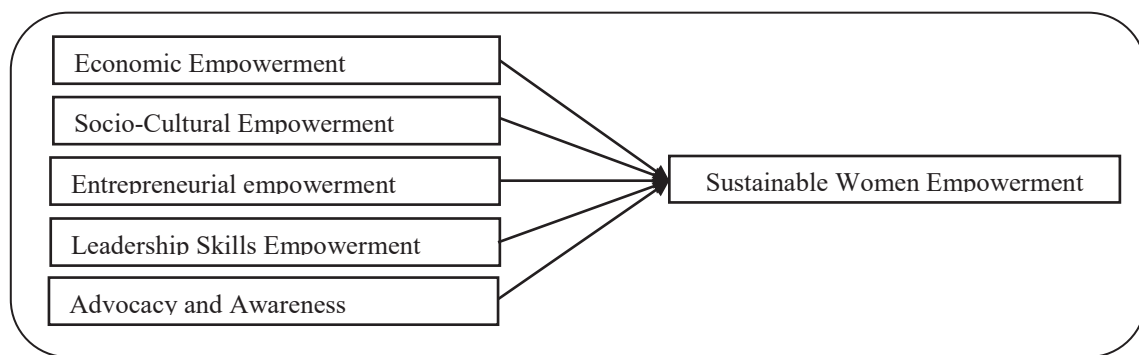 Economic Empowerment
Socio-Cultural Empowerment
Entrepreneurial empowerment
Leadership Skills Empowerment
Advocacy and Awareness
Sustainable Women Empowerment